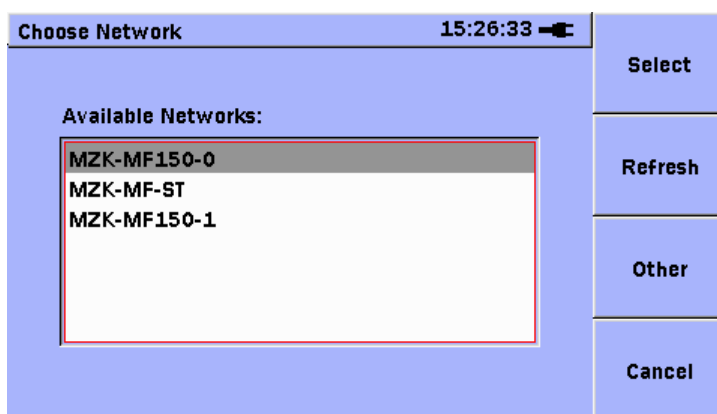 Choose Network
15:26:33
Available Networks:
MZK-MF150-0
MZK-MF-ST
MZK-MF150-1
Select
Refresh
Other
Cancel